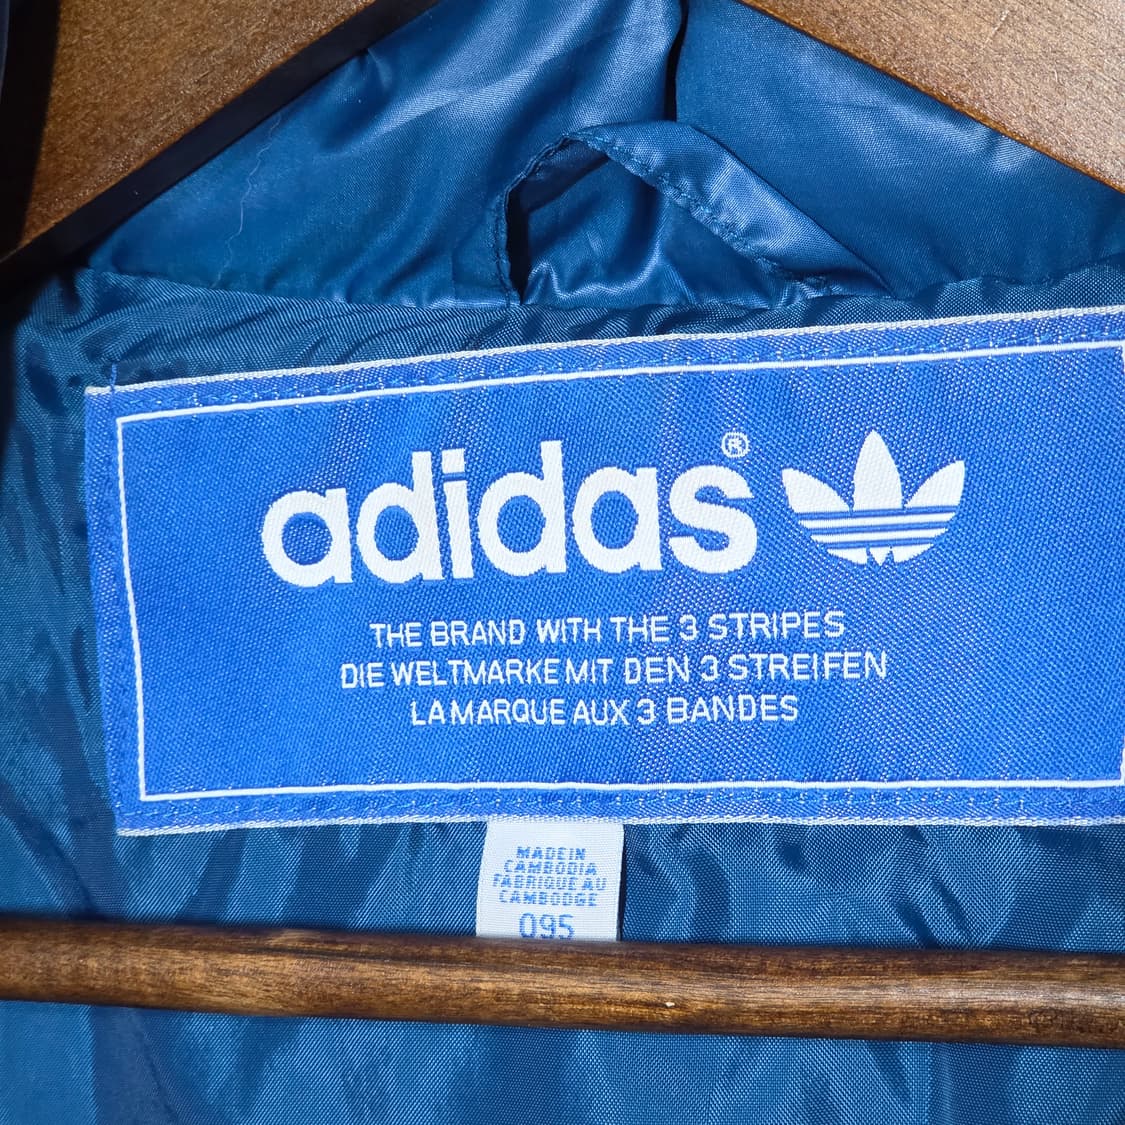 adidas®
THE BRAND WITH THE 3 STRIPES
DIE WELTMARKE MIT DEN 3 STREIFEN
LA MARQUE AUX 3 BANDES
MADE IN
CAMBODIA
FABRIQUE AU
CAMBODGE
095